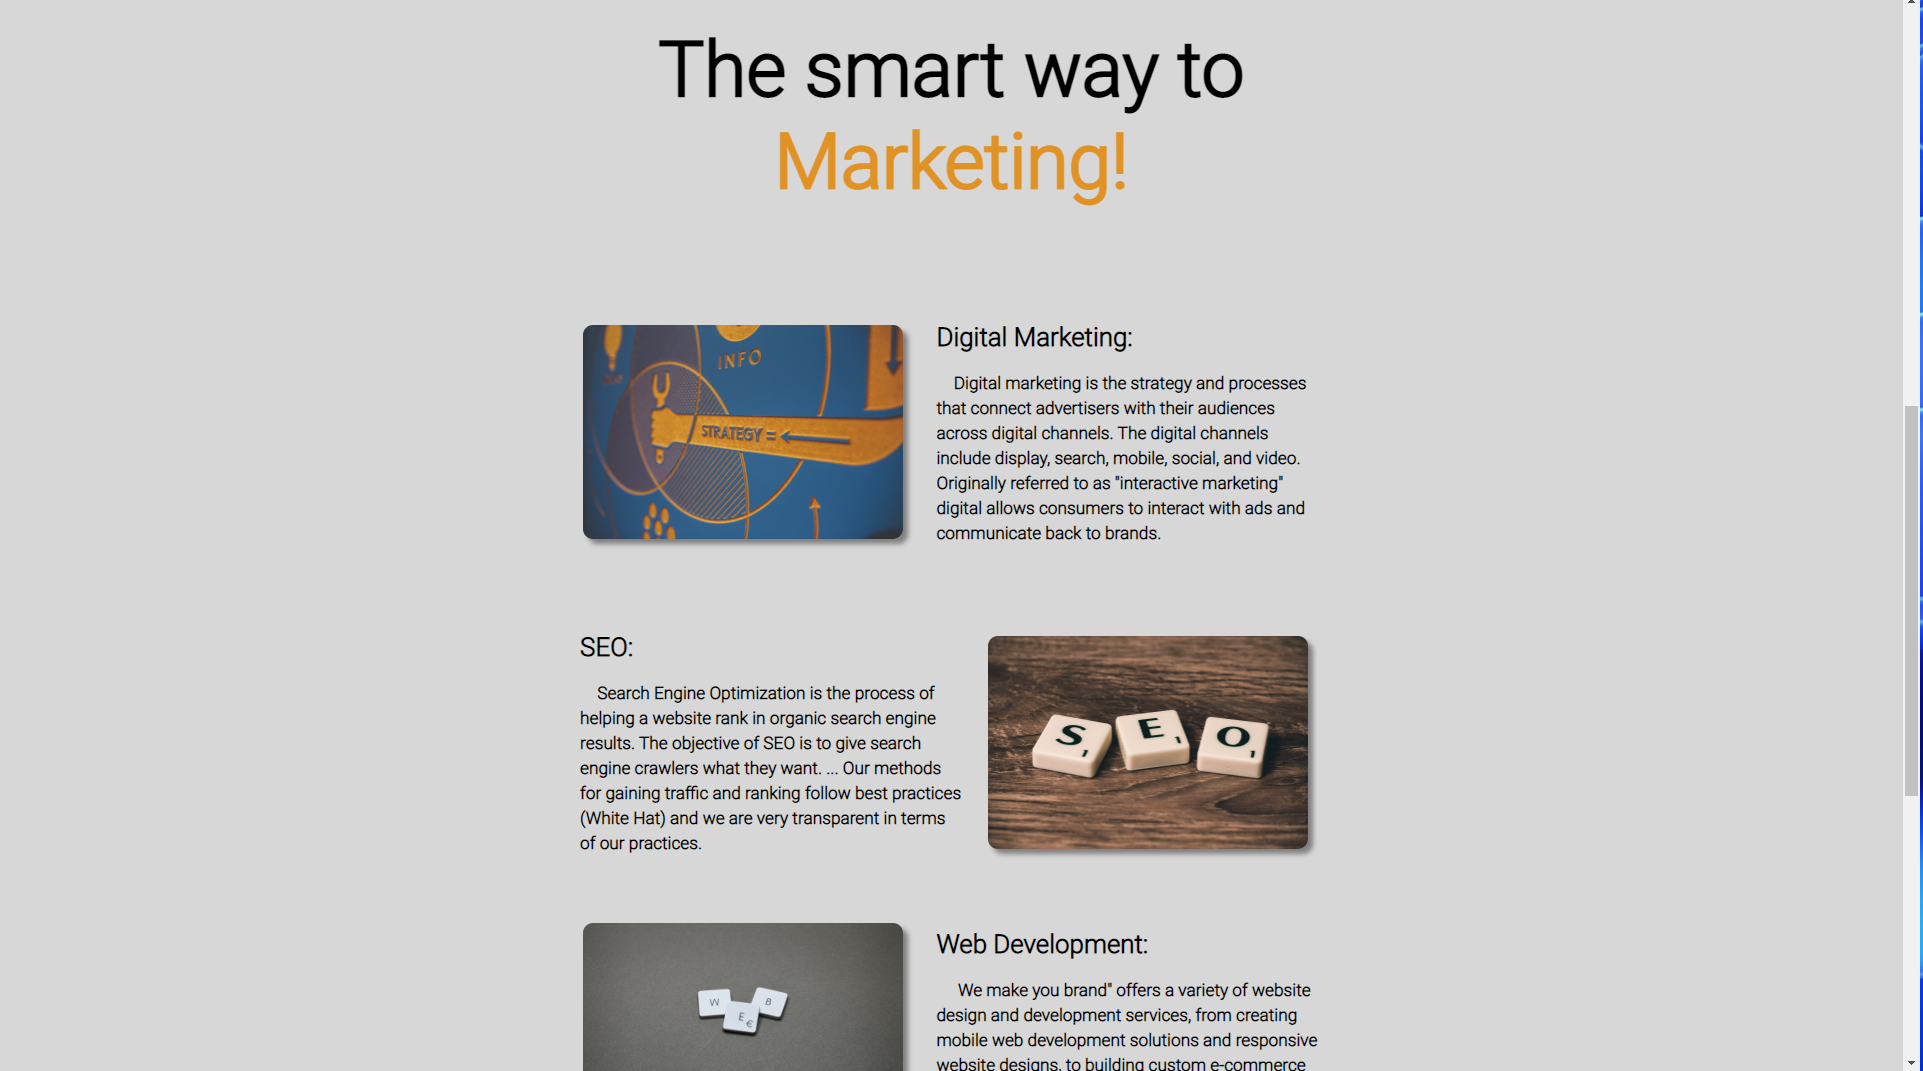 The smart way to
Marketing!
INFO
STRATEGY =
Digital Marketing:
Digital marketing is the strategy and processes
that connect advertisers with their audiences
across digital channels. The digital channels
include display, search, mobile, social, and video.
Originally referred to as "interactive marketing"
digital allows consumers to interact with ads and
communicate back to brands.
SEO:
Search Engine Optimization is the process of
helping a website rank in organic search engine
results. The objective of SEO is to give search
engine crawlers what they want. ... Our methods
for gaining traffic and ranking follow best practices
(White Hat) and we are very transparent in terms
of our practices.
S 1 E 1 O 1
W E € B
Web Development:
We make you brand" offers a variety of website
design and development services, from creating
mobile web development solutions and responsive
website designs, to building custom e-commerce